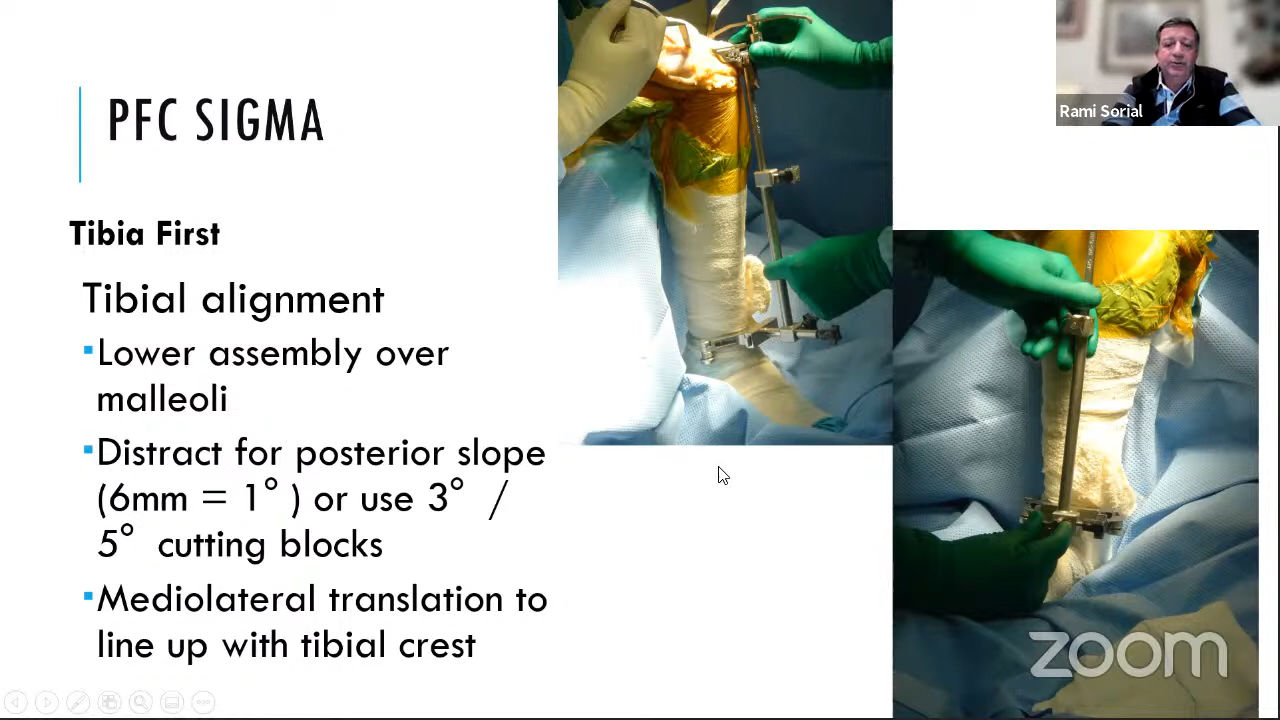 PFC SIGMA
Tibia First
Tibial alignment
Lower assembly over
malleoli
Distract for posterior slope
(6mm = 1° ) or use 3° /
5° cutting blocks
Mediolateral translation to
line up with tibial crest
Rami Sorial
zoom